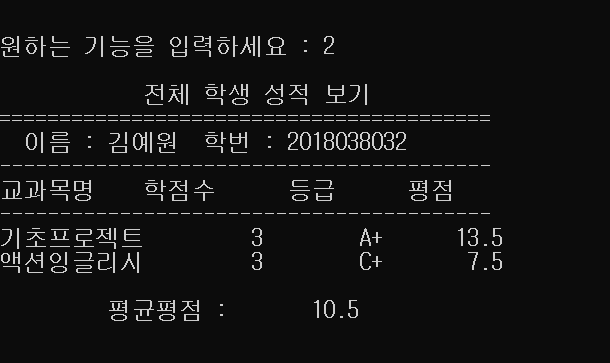 원하는 기능을 입력하세요 : 2
전체 학생 성적 보기
=========================================
이름 : 김예원 학번 : 2018038032
-----------------------------------------
교과목명 학점수 등급 평점
-----------------------------------------
기초프로젝트 3 A+ 13.5
액션잉글리시 3 C+ 7.5
평균평점 : 10.5